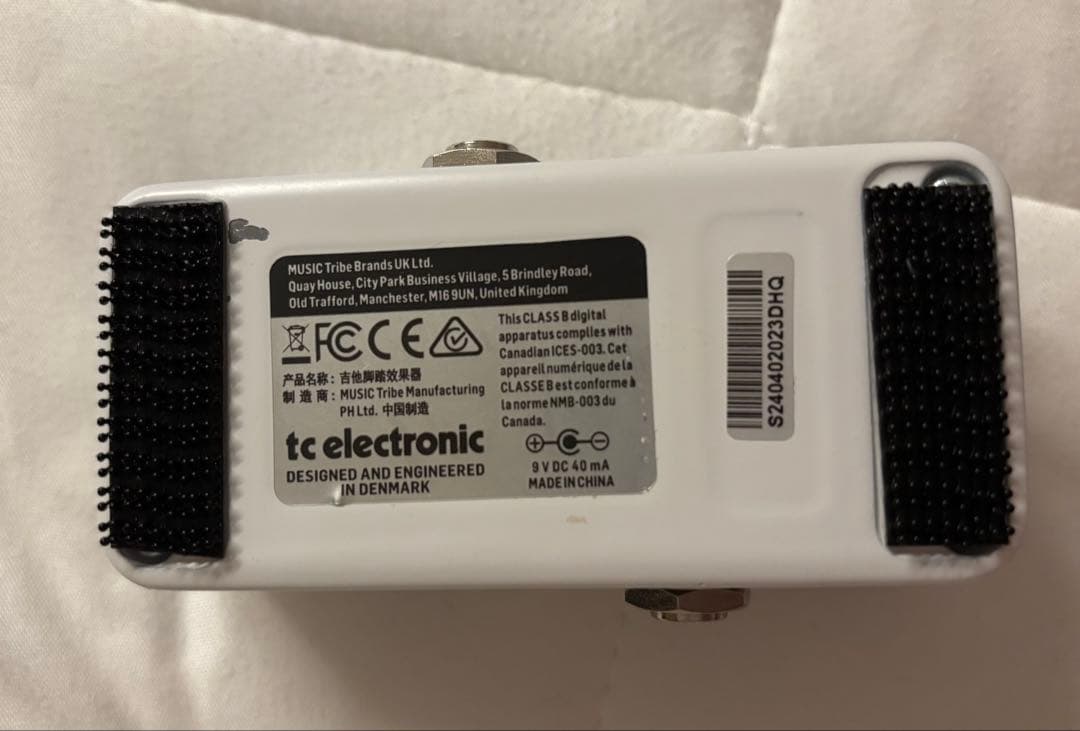 MUSIC Tribe Brands UK Ltd.
Quay House, City Park Business Village, 5 Brindley Road,
Old Trafford, Manchester, M16 9UN, United Kingdom
FC CE
产品名称：吉他脚踏效果器
制 造 商：MUSIC Tribe Manufacturing
PH Ltd. 中国制造
tc electronic
DESIGNED AND ENGINEERED
IN DENMARK
This CLASS B digital
apparatus complies with
Canadian ICES-003. Cet
appareil numérique de la
CLASSE B est conforme à
la norme NMB-003 du
Canada.
9 V DC 40 mA
MADE IN CHINA
S240402023DHQ